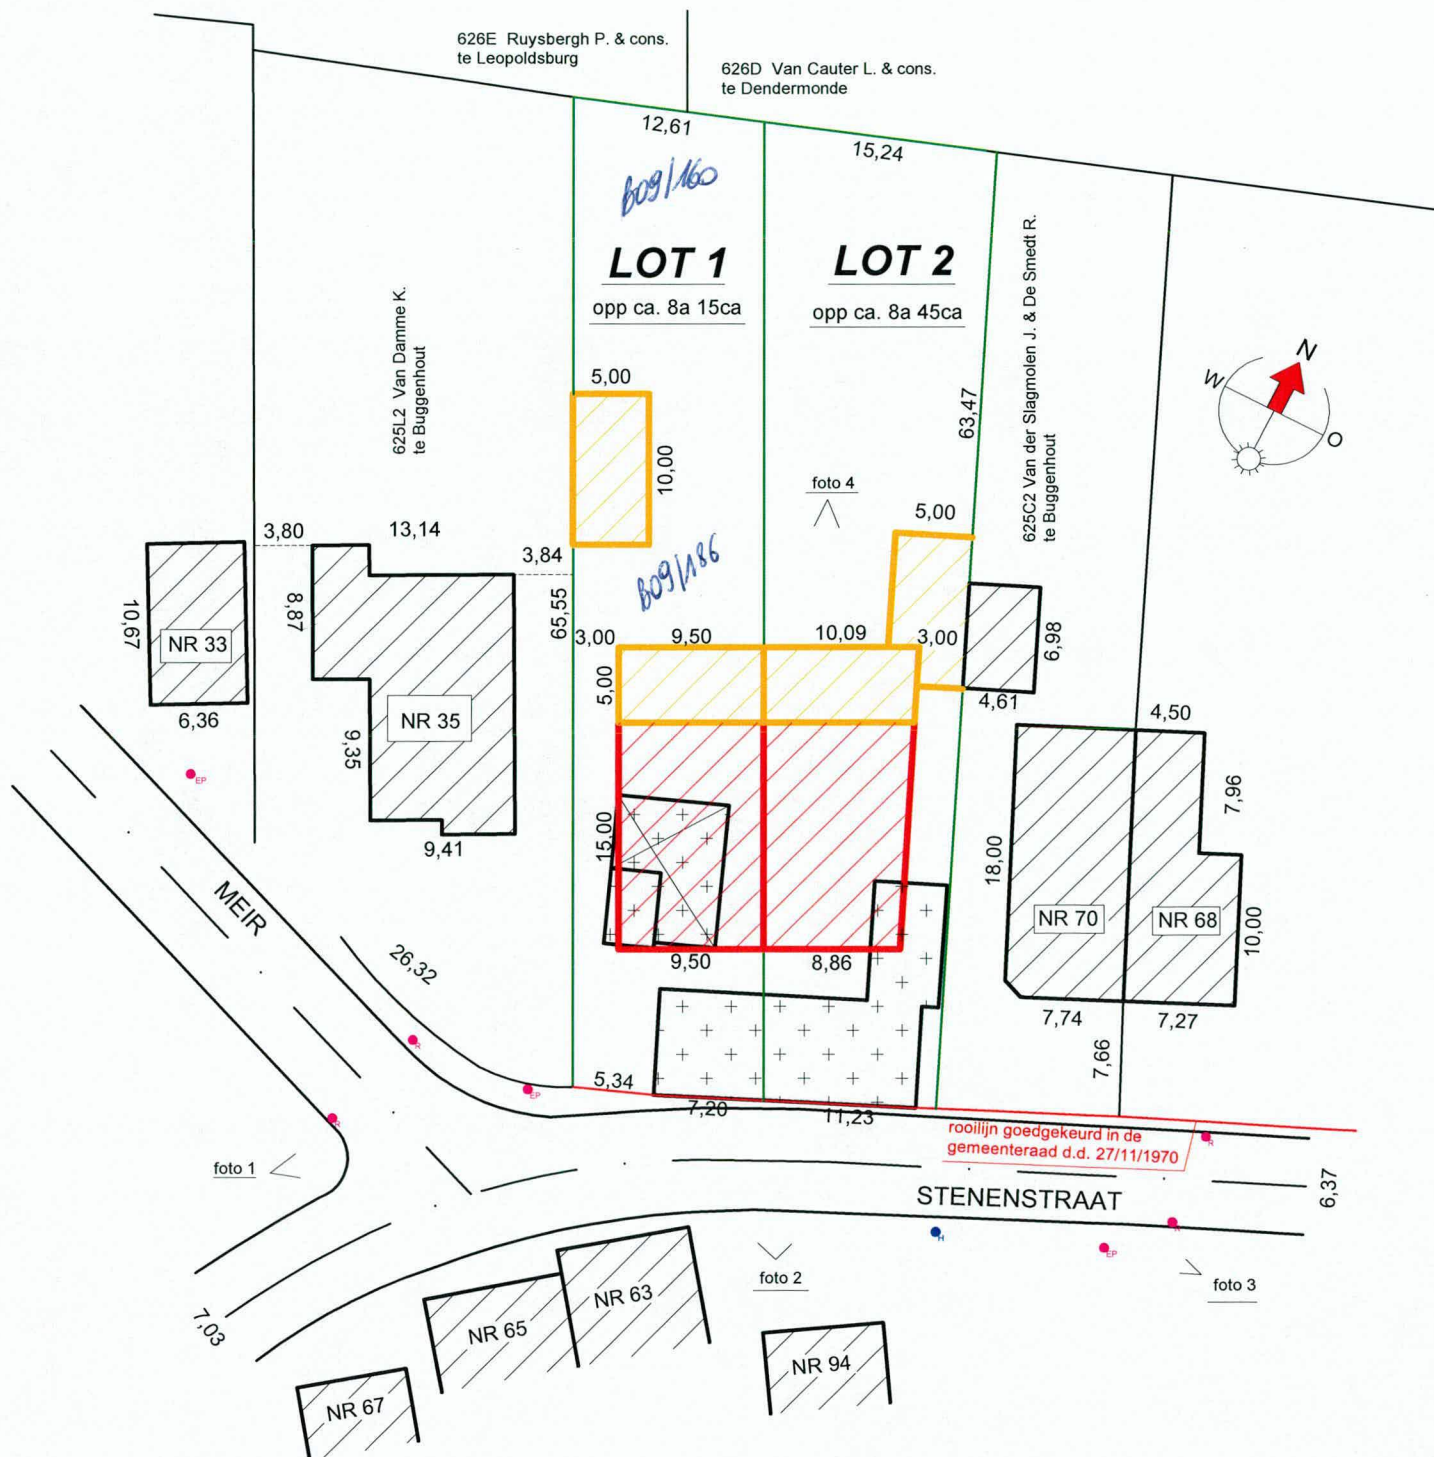 626E Ruysbergh P. & cons.
te Leopoldsburg
626D Van Cauter L. & cons.
te Dendermonde
12,61
15,24
B09/160
LOT 1
opp ca. 8a 15ca
LOT 2
opp ca. 8a 45ca
625L2 Van Damme K.
te Buggenhout
625C2 Van der Slagmolen J. & De Smedt R.
te Buggenhout
N
W
O
5,00
10,00
63,47
foto 4
5,00
3,80
13,14
3,84
B09/186
10,67
NR 33
6,36
8,87
NR 35
9,35
9,41
65,55
3,00
9,50
10,09
3,00
5,00
6,98
4,61
4,50
7,96
EP
15,00
18,00
NR 70
NR 68
10,00
9,50
8,86
7,74
7,27
7,66
MEIR
26,32
R
EP
R
5,34
7,20
11,23
rooilijn goedgekeurd in de
gemeenteraad d.d. 27/11/1970
R
foto 1
STENENSTRAAT
6,37
R
H
EP
foto 2
foto 3
7,03
NR 63
NR 65
NR 94
NR 67